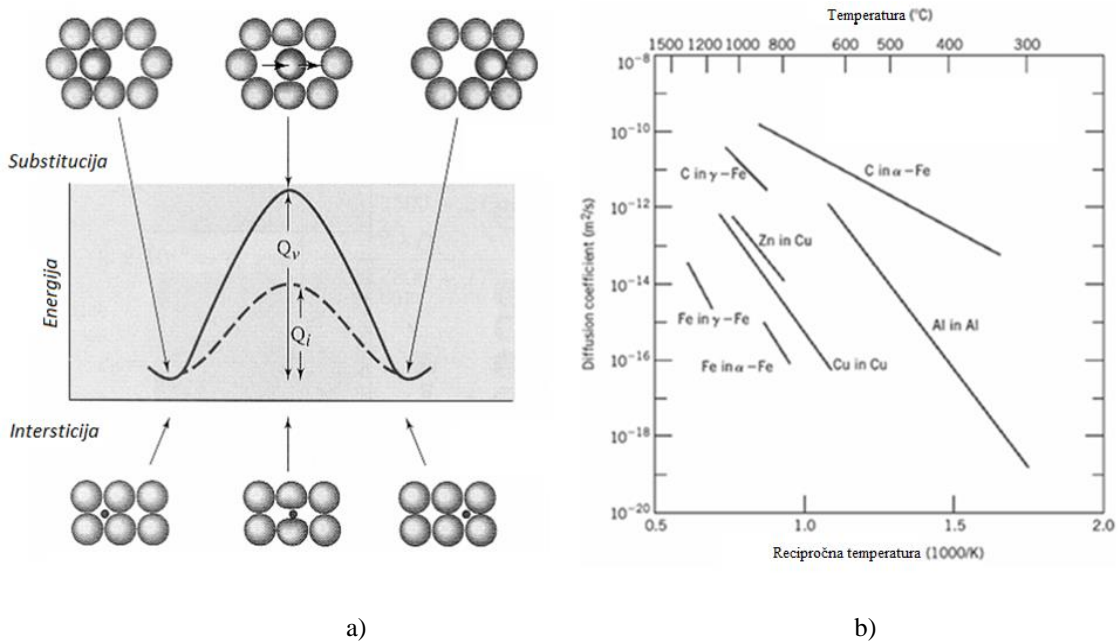 Substitucija
Energija
Q_v
Q_i
Intersticija
a)
Temperatura (°C)
1500 1200 1000 800 600 500 400 300
Diffusion coefficient (m²/s)
10⁻⁸
10⁻¹⁰
10⁻¹²
10⁻¹⁴
10⁻¹⁶
10⁻¹⁸
10⁻²⁰
C in γ–Fe
C in α–Fe
Zn in Cu
Fe in γ–Fe
Fe in α–Fe
Cu in Cu
Al in Al
0.5 1.0 1.5 2.0
Recipročna temperatura (1000/K)
b)